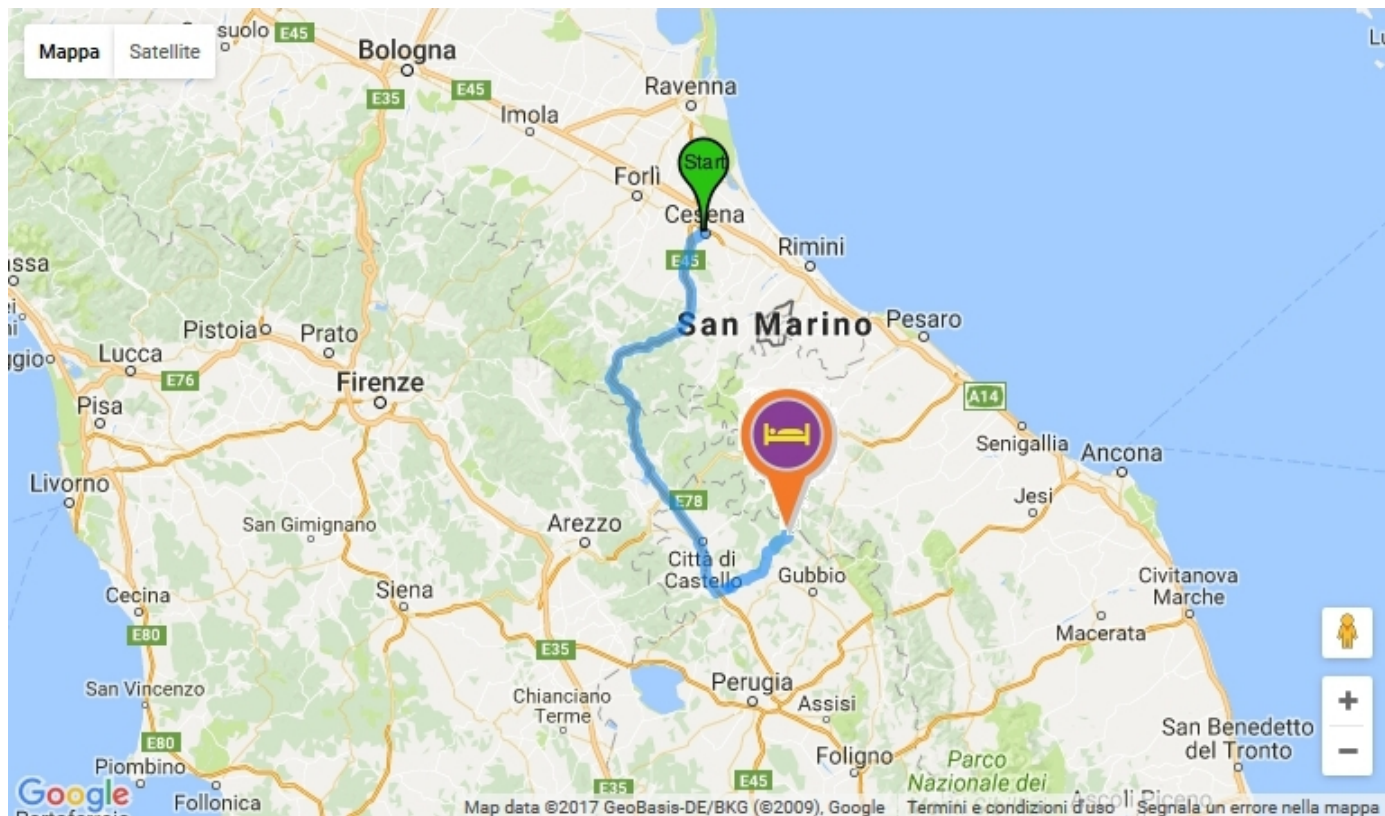 Mappa
Satellite
suolo
E45
Bologna
E35
E45
Ravenna
Imola
Start
Forlì
Cesena
E45
Rimini
San Marino
Pesaro
Pistoia
Prato
Lucca
E76
Firenze
Pisa
A14
Senigallia
Ancona
Livorno
E78
Jesi
San Gimignano
Arezzo
Città di
Castello
Gubbio
Civitanova
Marche
Cecina
Siena
E80
Macerata
E35
San Vincenzo
Chianciano
Terme
Perugia
Assisi
San Benedetto
del Tronto
E80
Foligno
Piombino
Parco
Nazionale dei
E35
E45
Google
Follonica
Portoferraio
Ascoli Piceno
Map data ©2017 GeoBasis-DE/BKG (©2009), Google
Termini e condizioni d'uso
Segnala un errore nella mappa